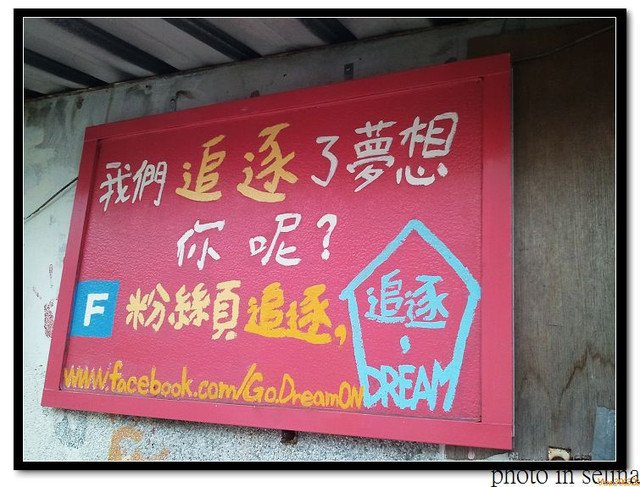 我們追逐了夢想
你呢?
F 粉絲頁追逐,
www.facebook.com/GoDreamON
追逐,
DREAM
photo in selina